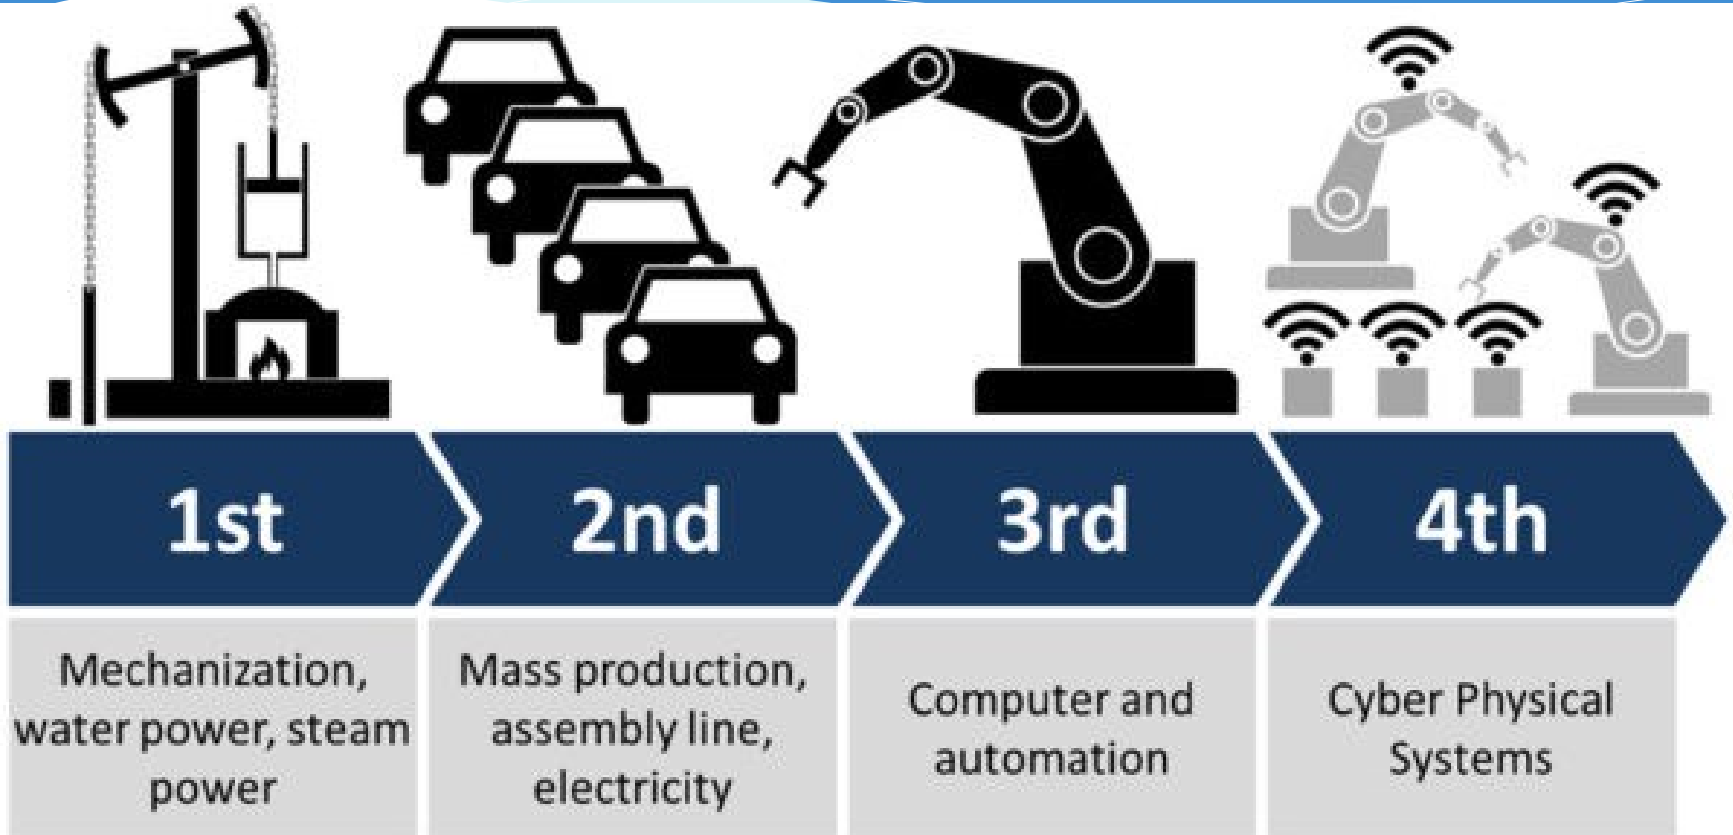 1st
2nd
3rd
4th
Mechanization,
water power, steam
power
Mass production,
assembly line,
electricity
Computer and
automation
Cyber Physical
Systems